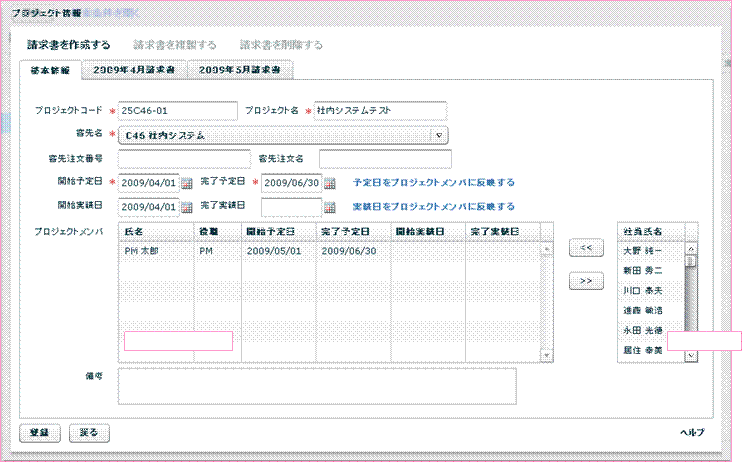 プロジェクト情報
請求書を作成する 請求書を複製する 請求書を削除する
基本情報 2009年4月請求書 2009年5月請求書
プロジェクトコード * 25C46-01 プロジェクト名 * 社内システムテスト
客先名 * C46 社内システム
客先注文番号 客先注文名
開始予定日 * 2009/04/01 完了予定日 * 2009/06/30 予定日をプロジェクトメンバに反映する
開始実績日 2009/04/01 完了実績日 実績日をプロジェクトメンバに反映する
プロジェクトメンバ 氏名 役職 開始予定日 完了予定日 開始実績日 完了実績日 社員氏名
PM 太郎 PM 2009/05/01 2009/06/30 << 大野 純一
新田 秀二
>> 川口 泰夫
進藤 敏浩
永田 光徳
居住 幸美
備考
登録 戻る ヘルプ